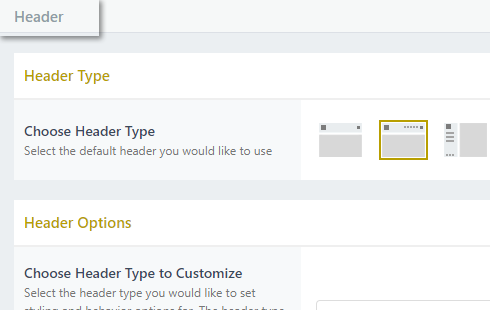 Header
Header Type
Choose Header Type
Select the default header you would like to use
Header Options
Choose Header Type to Customize
Select the header type you would like to set
styling and behavior options for. The header type